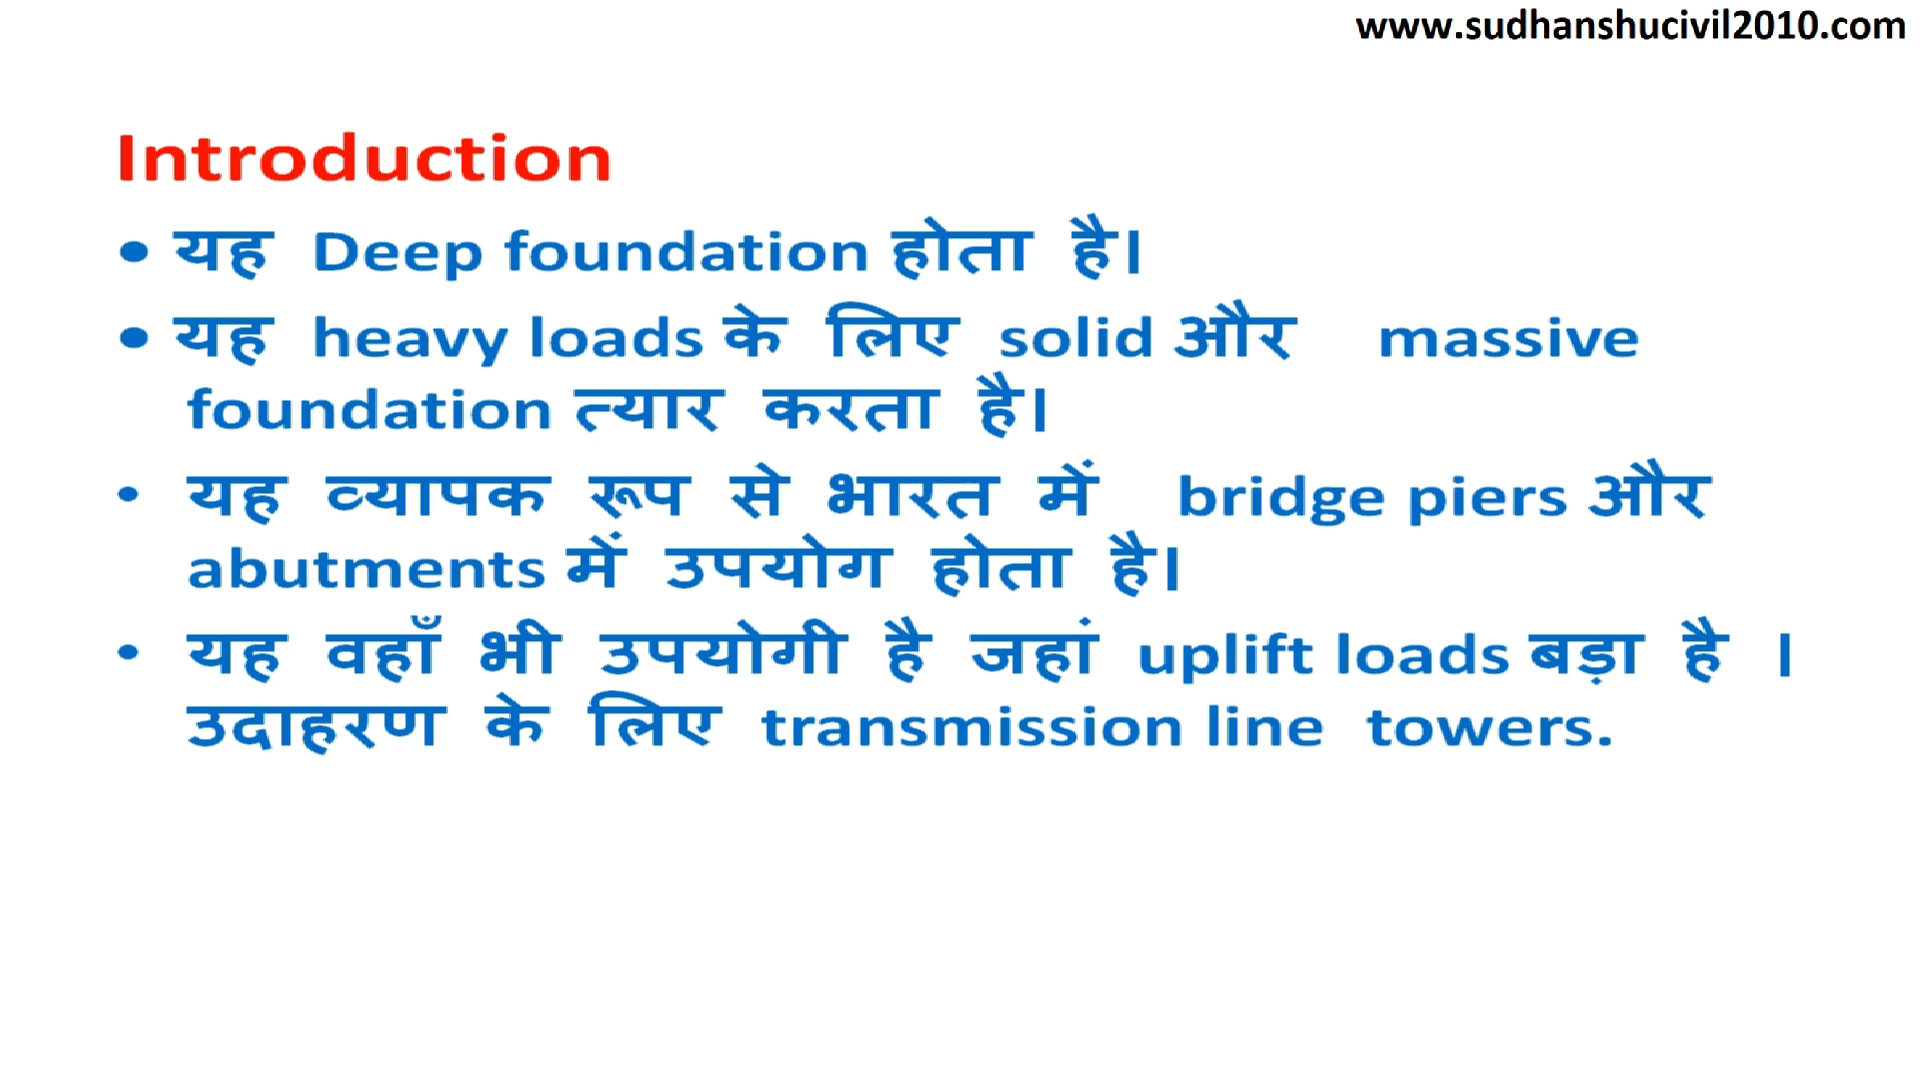 www.sudhanshucivil2010.com
Introduction
• यह Deep foundation होता है।
• यह heavy loads के लिए solid और massive
foundation त्यार करता है।
• यह व्यापक रूप से भारत में bridge piers और
abutments में उपयोग होता है।
• यह वहाँ भी उपयोगी है जहां uplift loads बड़ा है ।
उदाहरण के लिए transmission line towers.